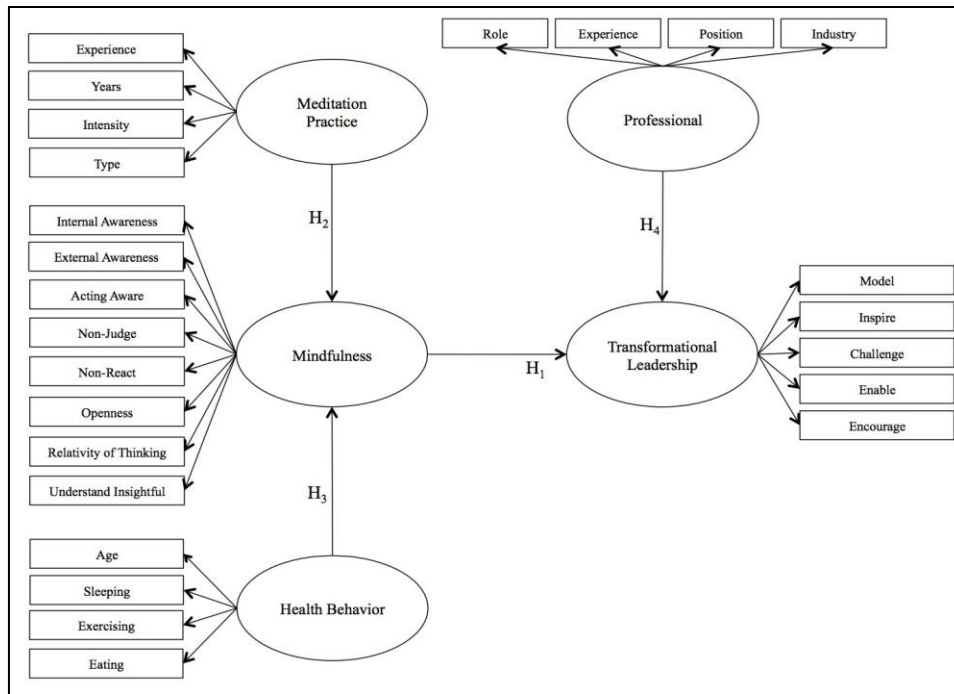 Experience
Years
Intensity
Type
Meditation
Practice
Role
Experience
Position
Industry
Professional
H₂
H₄
Internal Awareness
External Awareness
Acting Aware
Non-Judge
Non-React
Openness
Relativity of Thinking
Understand Insightful
Mindfulness
H₁
Transformational
Leadership
Model
Inspire
Challenge
Enable
Encourage
H₃
Age
Sleeping
Exercising
Eating
Health Behavior